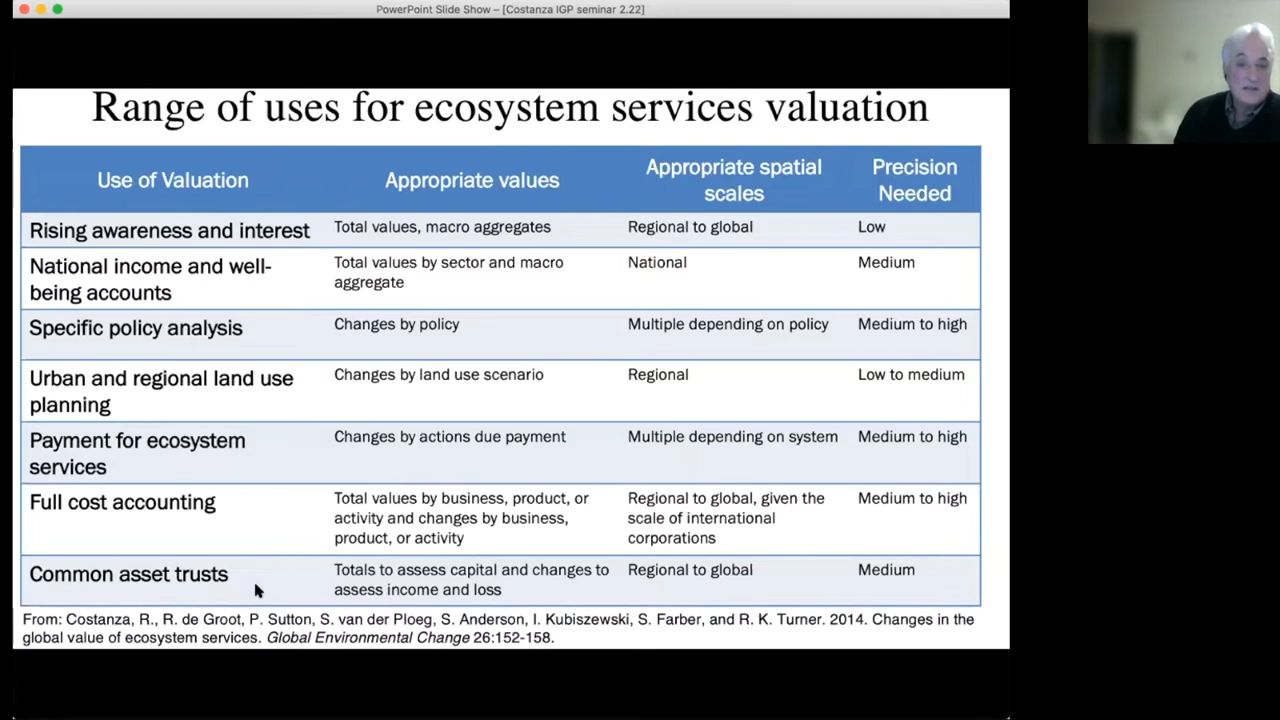 PowerPoint Slide Show – [Costanza IGP seminar 2.22]
Range of uses for ecosystem services valuation
Use of Valuation
Appropriate values
Appropriate spatial
scales
Precision
Needed
Rising awareness and interest
Total values, macro aggregates
Regional to global
Low
National income and well-
being accounts
Total values by sector and macro
aggregate
National
Medium
Specific policy analysis
Changes by policy
Multiple depending on policy
Medium to high
Urban and regional land use
planning
Changes by land use scenario
Regional
Low to medium
Payment for ecosystem
services
Changes by actions due payment
Multiple depending on system
Medium to high
Full cost accounting
Total values by business, product, or
activity and changes by business,
product, or activity
Regional to global, given the
scale of international
corporations
Medium to high
Common asset trusts
Totals to assess capital and changes to
assess income and loss
Regional to global
Medium
From: Costanza, R., R. de Groot, P. Sutton, S. van der Ploeg, S. Anderson, I. Kubiszewski, S. Farber, and R. K. Turner. 2014. Changes in the
global value of ecosystem services. Global Environmental Change 26:152-158.